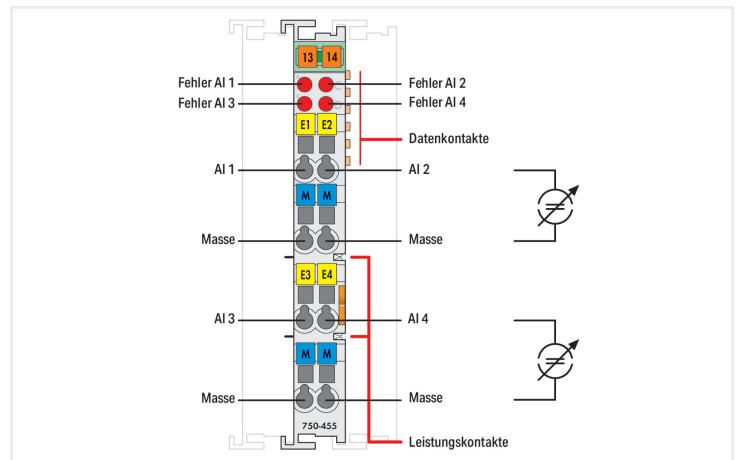 13 14
Fehler AI 1
Fehler AI 2
Fehler AI 3
Fehler AI 4
E1 E2
Datenkontakte
AI 1
AI 2
M M
Masse
Masse
E3 E4
AI 3
AI 4
M M
Masse
Masse
750-455
Leistungskontakte